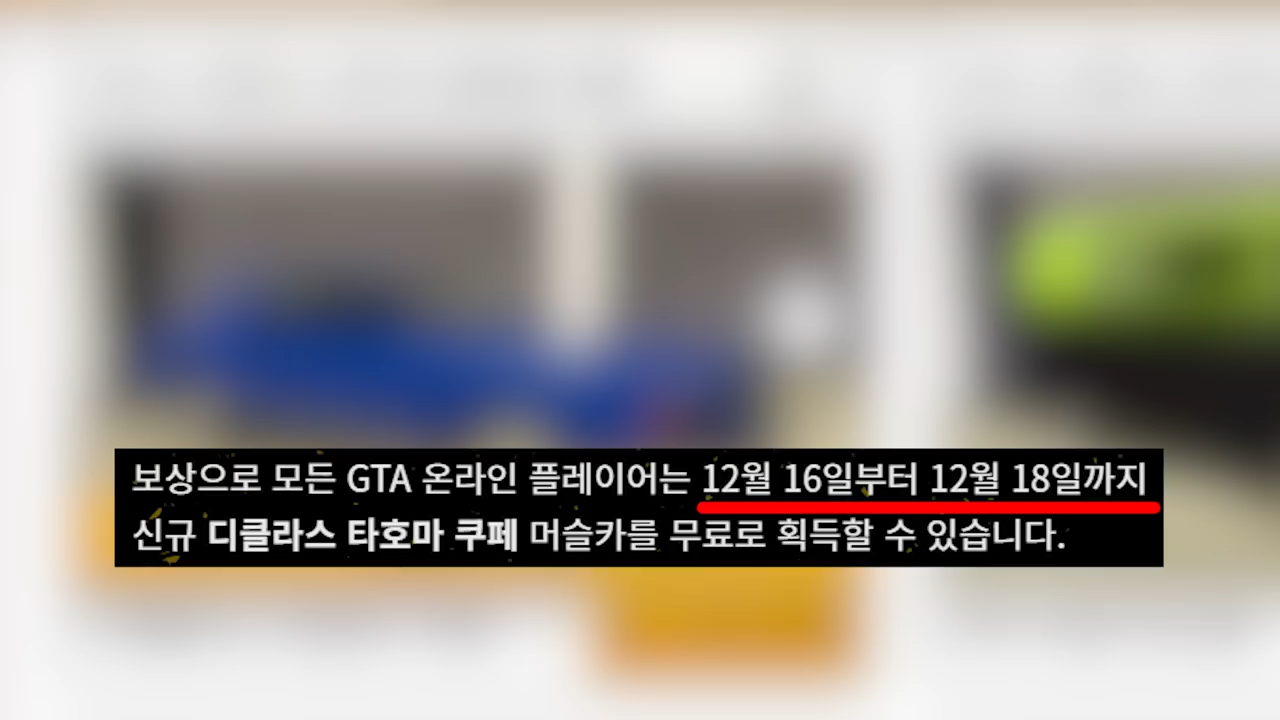 보상으로 모든 GTA 온라인 플레이어는 12월 16일부터 12월 18일까지
신규 디클라스 타호마 쿠페 머슬카를 무료로 획득할 수 있습니다.